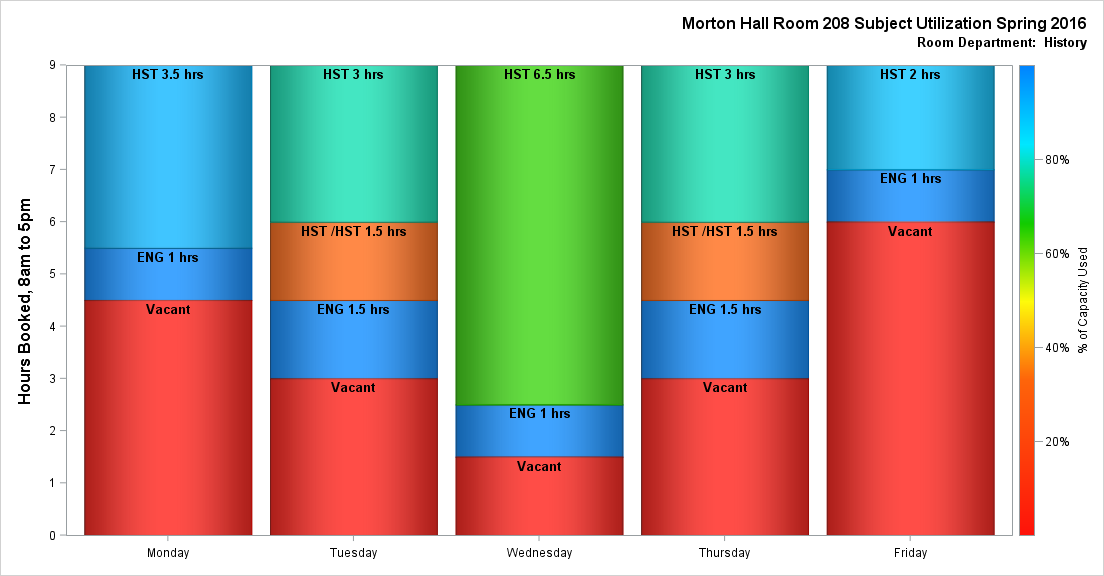 Morton Hall Room 208 Subject Utilization Spring 2016
Room Department:  History
Hours Booked, 8am to 5pm
9
8
7
6
5
4
3
2
1
0
HST 3.5 hrs
ENG 1 hrs
Vacant
HST 3 hrs
HST /HST 1.5 hrs
ENG 1.5 hrs
Vacant
HST 6.5 hrs
ENG 1 hrs
Vacant
HST 3 hrs
HST /HST 1.5 hrs
ENG 1.5 hrs
Vacant
HST 2 hrs
ENG 1 hrs
Vacant
Monday
Tuesday
Wednesday
Thursday
Friday
80%
60%
40%
20%
% of Capacity Used